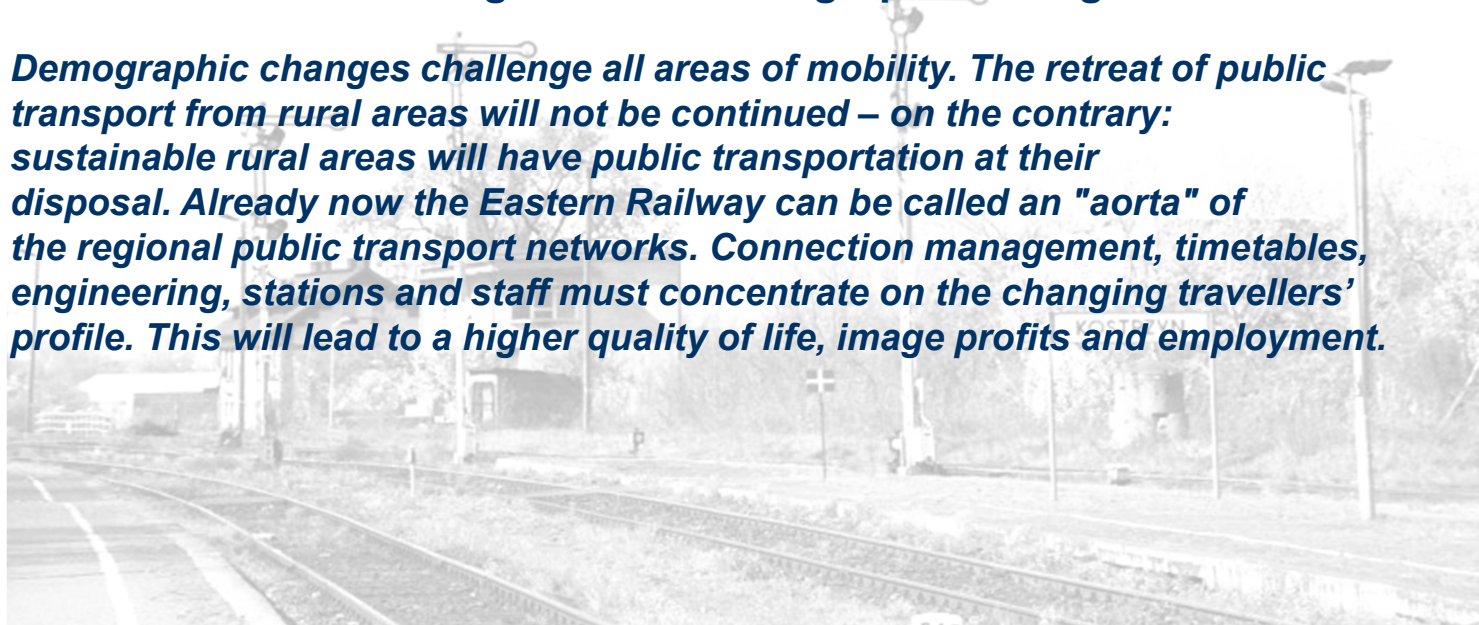 Demographic changes challenge all areas of mobility. The retreat of public
transport from rural areas will not be continued – on the contrary:
sustainable rural areas will have public transportation at their
disposal. Already now the Eastern Railway can be called an "aorta" of
the regional public transport networks. Connection management, timetables,
engineering, stations and staff must concentrate on the changing travellers’
profile. This will lead to a higher quality of life, image profits and employment.
KOSTRZYN